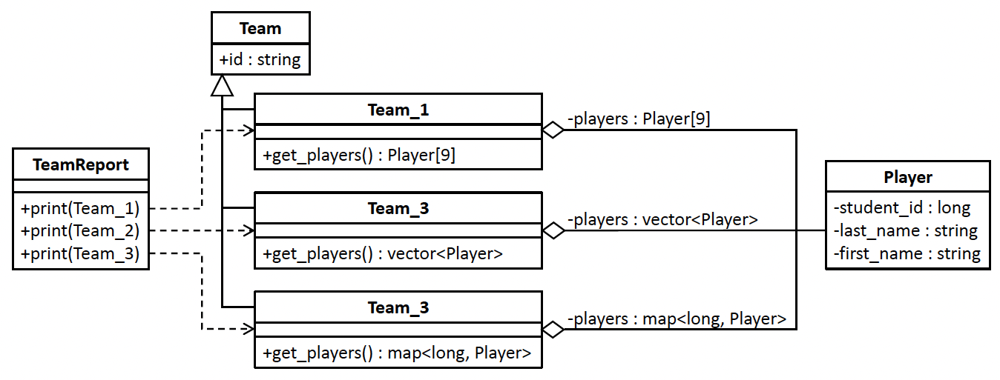 Team
+id : string
Team_1
+get_players() : Player[9]
-players : Player[9]
TeamReport
+print(Team_1)
+print(Team_2)
+print(Team_3)
Team_3
+get_players() : vector<Player>
-players : vector<Player>
Team_3
+get_players() : map<long, Player>
-players : map<long, Player>
Player
-student_id : long
-last_name : string
-first_name : string